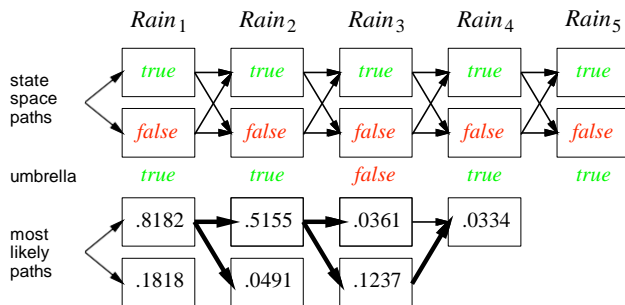 Rain1 Rain2 Rain3 Rain4 Rain5
state space paths
true true true true true
false false false false false
umbrella true true false true true
most likely paths
.8182 .5155 .0361 .0334
.1818 .0491 .1237